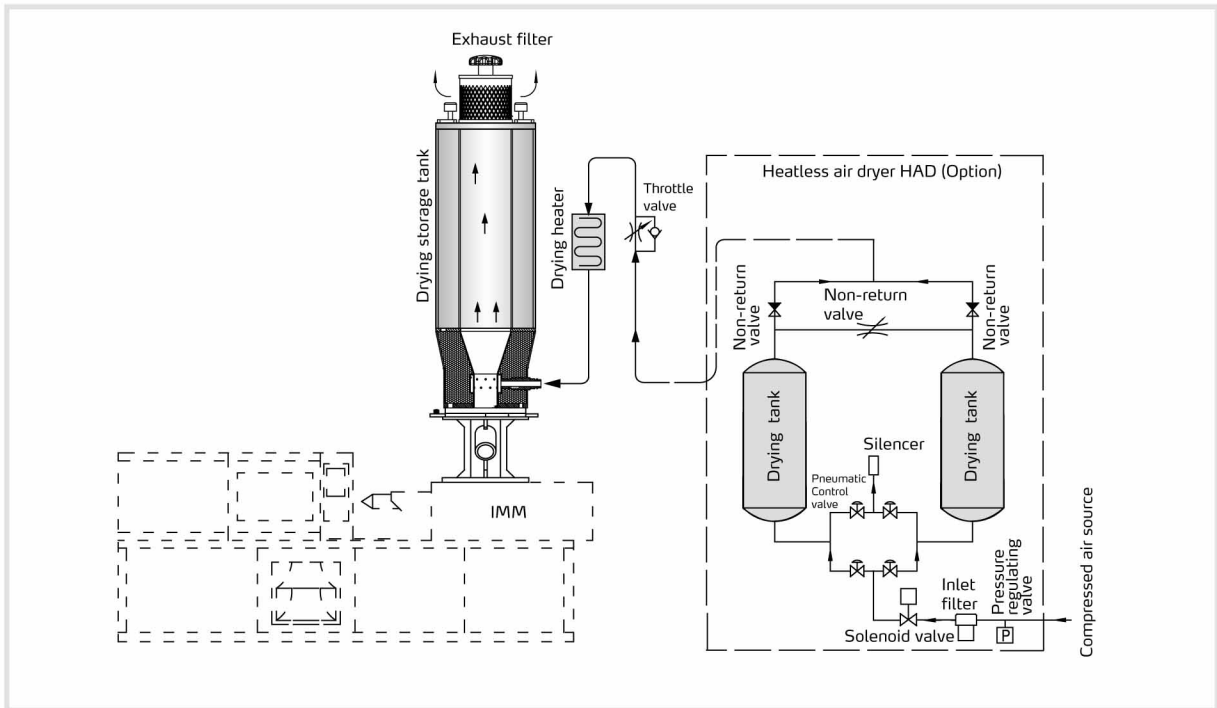 Exhaust filter
Drying storage tank
Drying heater
Throttle
valve
Heatless air dryer HAD (Option)
Non-return
valve
Non-return
valve
Non-return
valve
Drying tank
Drying tank
Silencer
Pneumatic
Control
valve
IMM
Inlet
filter
Solenoid valve
Pressure
regulating
valve
P
Compressed air source